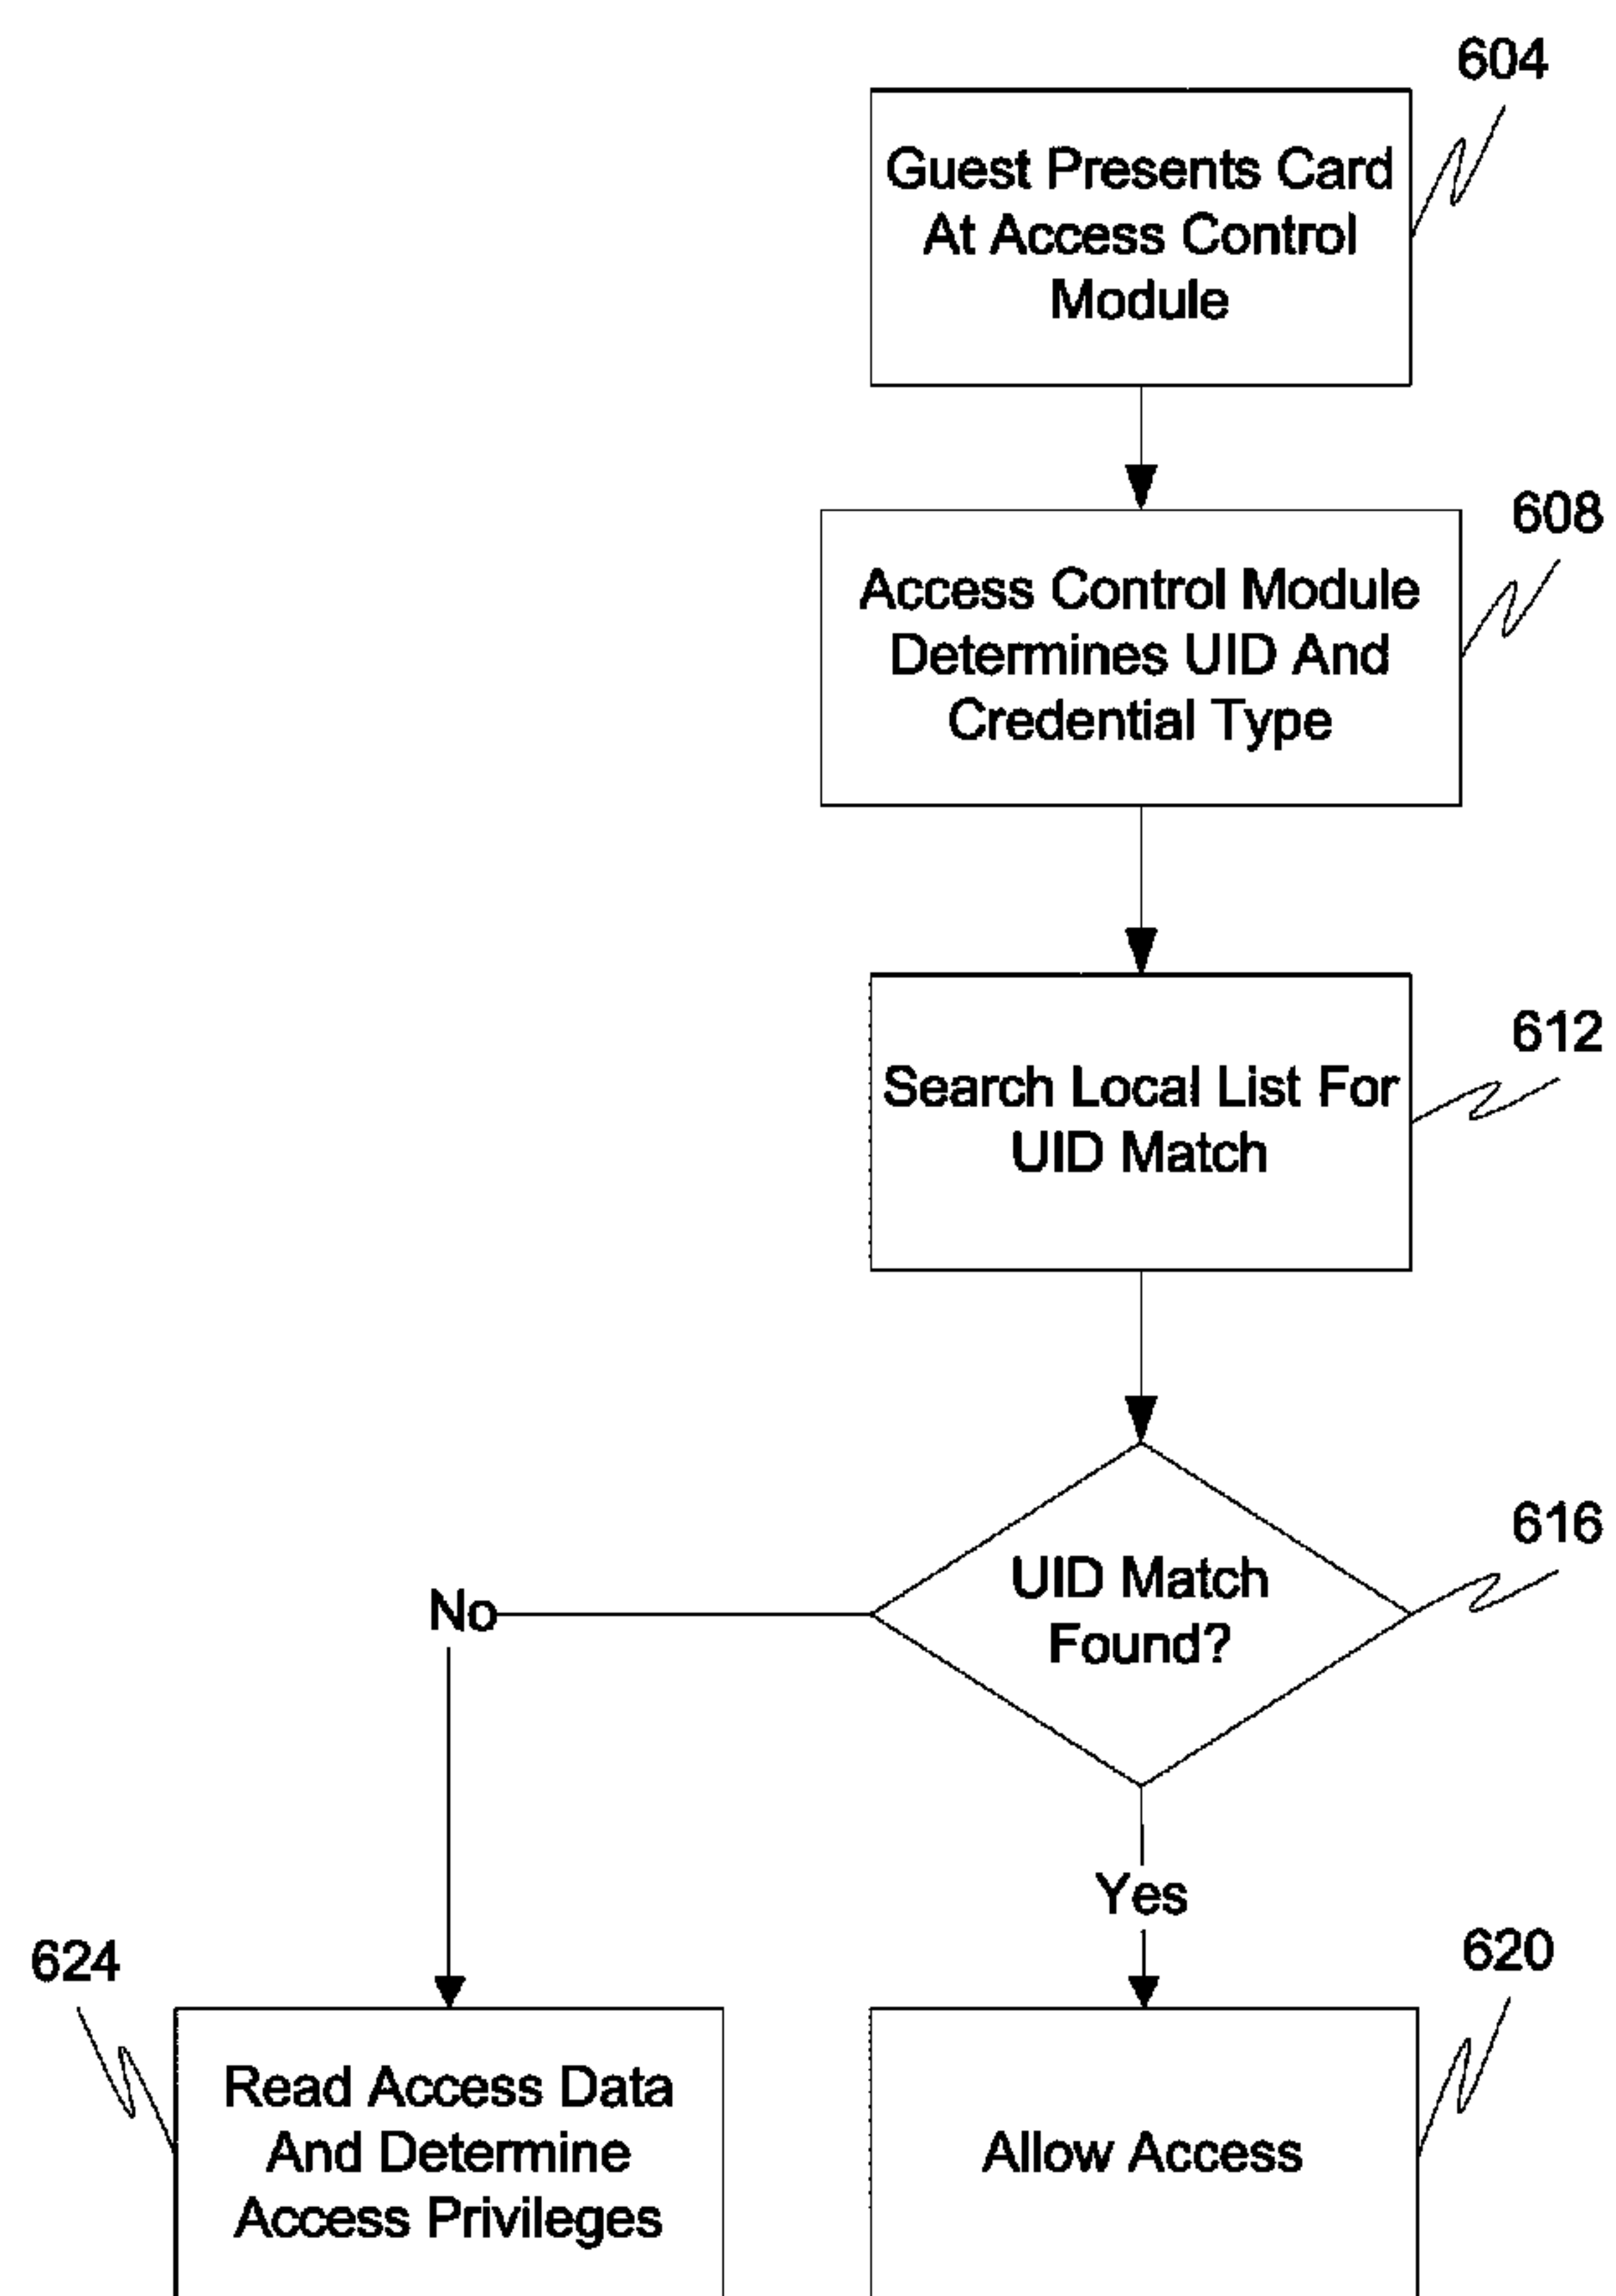 604
Guest Presents Card
At Access Control
Module
608
Access Control Module
Determines UID And
Credential Type
612
Search Local List For
UID Match
616
UID Match
Found?
No
Yes
624
620
Read Access Data
And Determine
Access Privileges
Allow Access